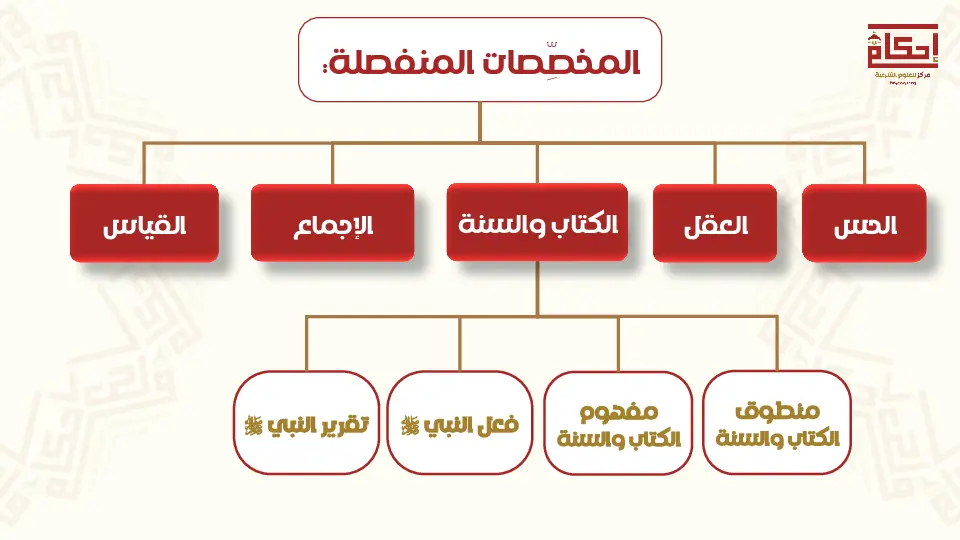 إحكام
مركز للعلوم الشرعية
المخصّصات المنفصلة:
الحس
العقل
الكتاب والسنة
الإجماع
القياس
منطوق
الكتاب والسنة
مفهوم
الكتاب والسنة
فعل النبي ﷺ
تقرير النبي ﷺ